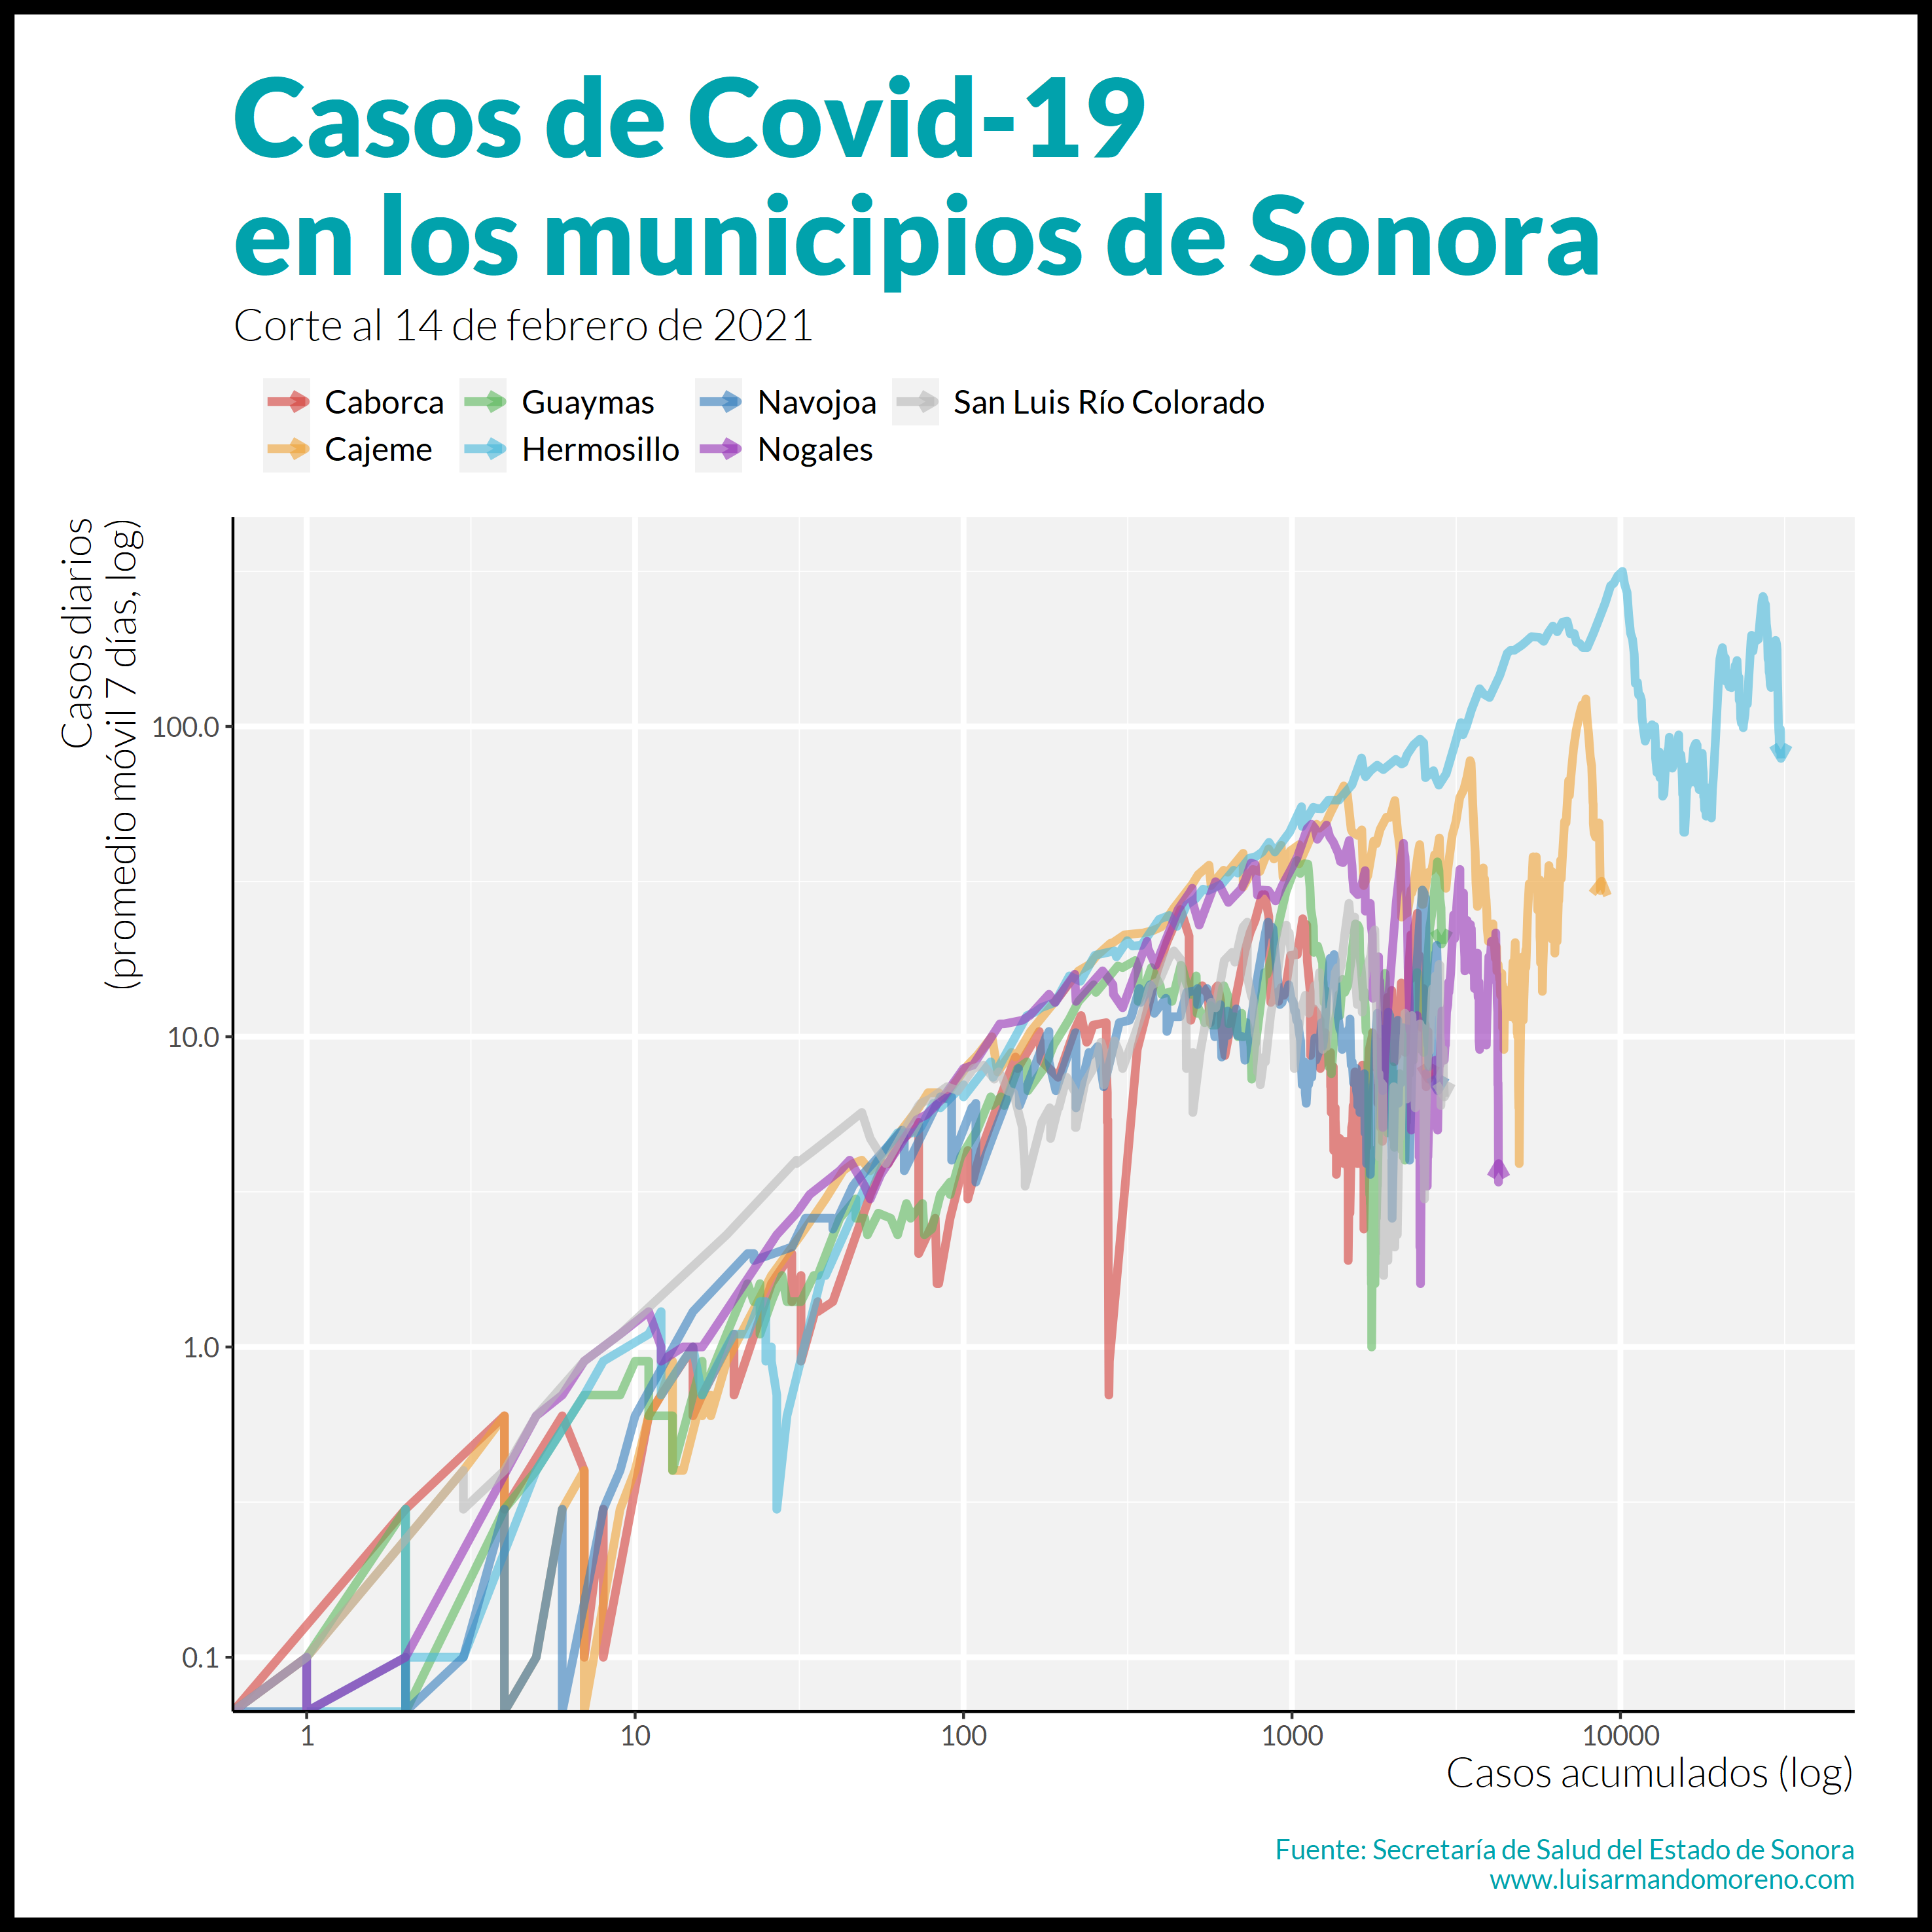 Casos de Covid-19
en los municipios de Sonora
Corte al 14 de febrero de 2021
Caborca
Guaymas
Navojoa
San Luis Río Colorado
Cajeme
Hermosillo
Nogales
Casos diarios
(promedio móvil 7 días, log)
100.0
10.0
1.0
0.1
1
10
100
1000
10000
Casos acumulados (log)
Fuente: Secretaría de Salud del Estado de Sonora
www.luisarmandomoreno.com